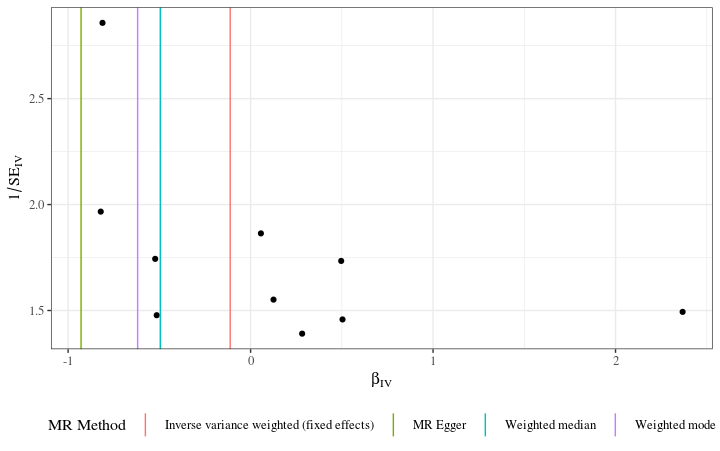 1/SE_IV
2.5
2.0
1.5
-1 0 1 2
β_IV
MR Method Inverse variance weighted (fixed effects) MR Egger Weighted median Weighted mode